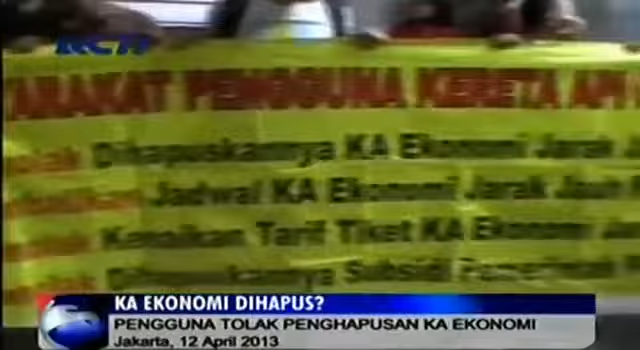 RCTI
PENGGUNA KERETA API
Dihapuskannya KA Ekonomi Jarak
Jadwal KA Ekonomi Jarak Jauh
Kenaikan Tarif Tiket KA Ekonomi
Subsidi
KA EKONOMI DIHAPUS?
PENGGUNA TOLAK PENGHAPUSAN KA EKONOMI
Jakarta, 12 April 2013